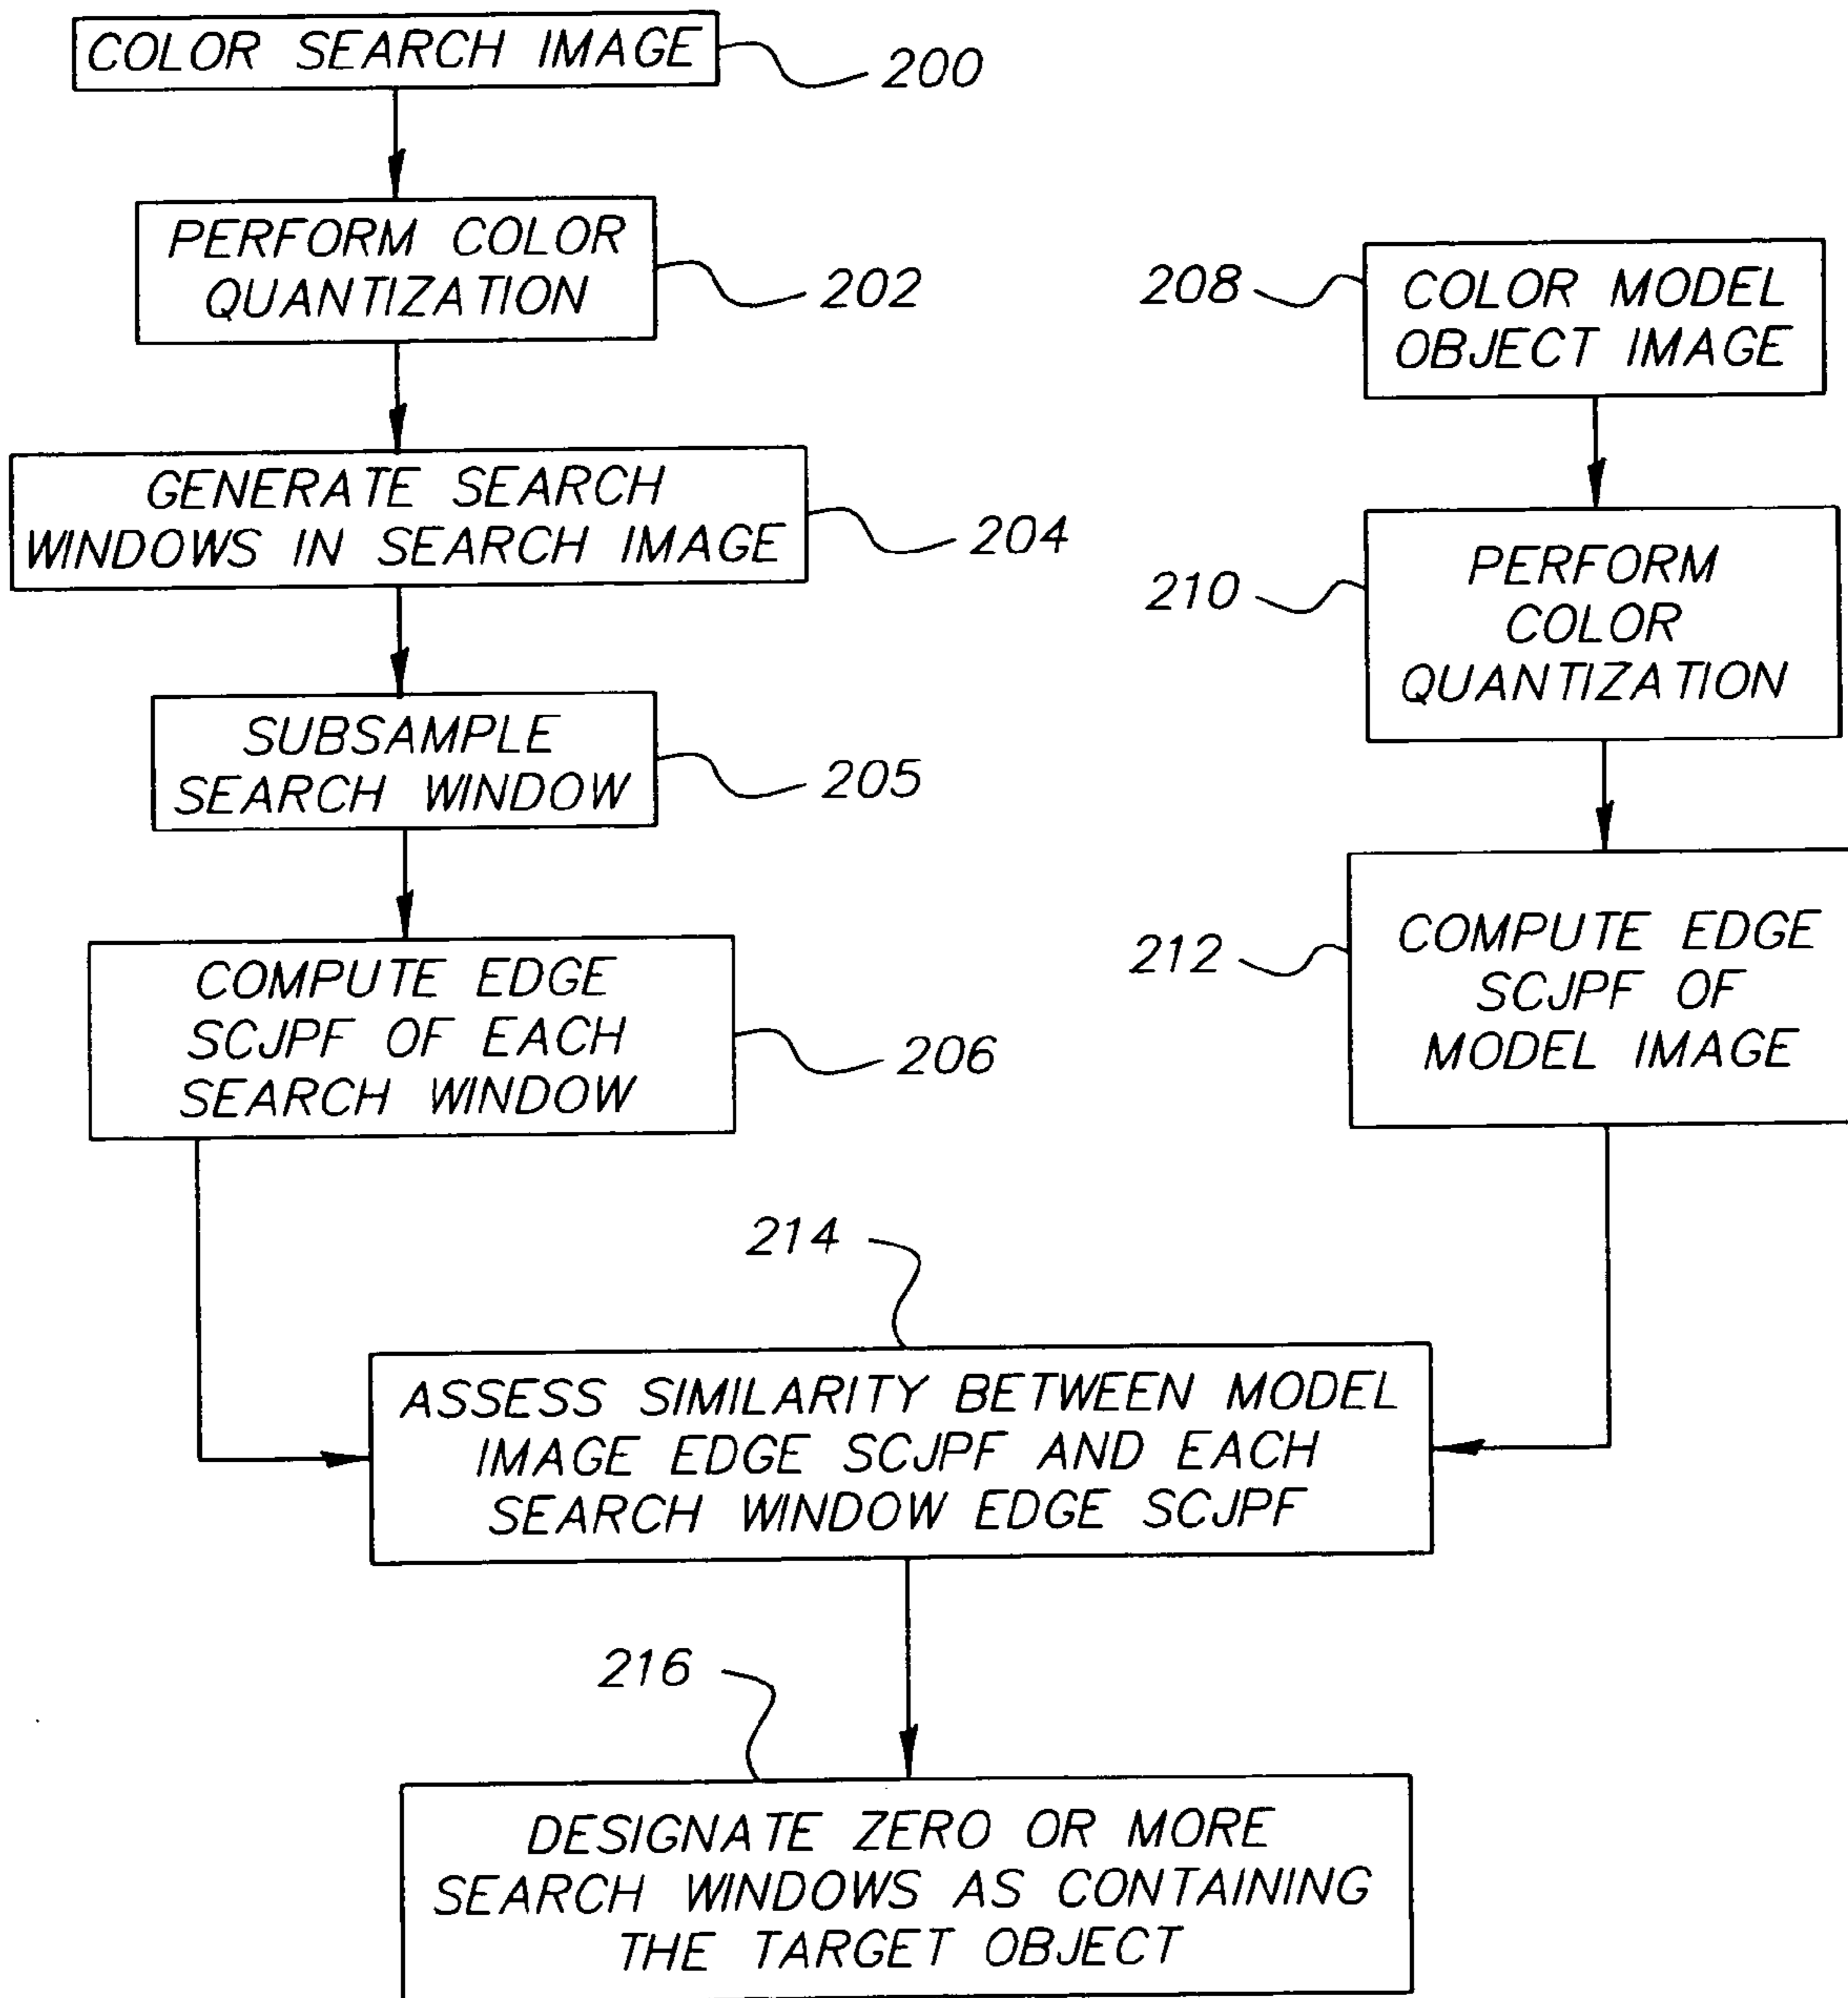 COLOR SEARCH IMAGE
200
PERFORM COLOR
QUANTIZATION
202
GENERATE SEARCH
WINDOWS IN SEARCH IMAGE
204
SUBSAMPLE
SEARCH WINDOW
205
COMPUTE EDGE
SCJPF OF EACH
SEARCH WINDOW
206
208
COLOR MODEL
OBJECT IMAGE
210
PERFORM
COLOR
QUANTIZATION
212
COMPUTE EDGE
SCJPF OF
MODEL IMAGE
214
ASSESS SIMILARITY BETWEEN MODEL
IMAGE EDGE SCJPF AND EACH
SEARCH WINDOW EDGE SCJPF
216
DESIGNATE ZERO OR MORE
SEARCH WINDOWS AS CONTAINING
THE TARGET OBJECT